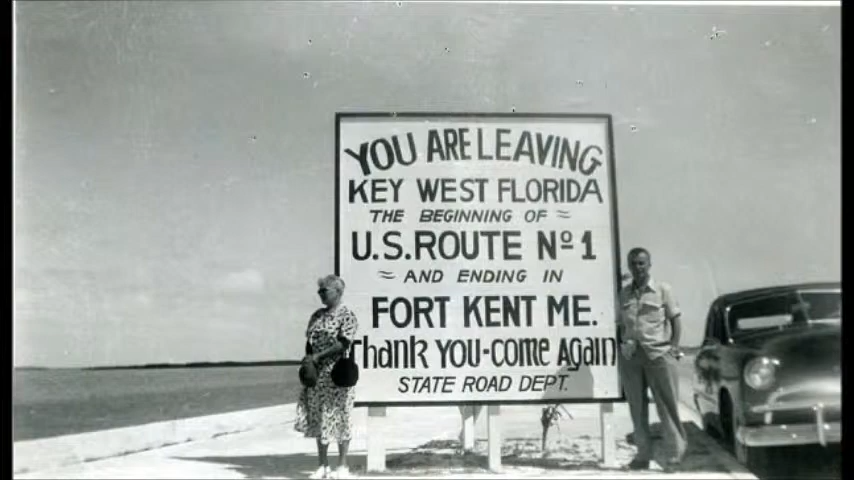 YOU ARE LEAVING
KEY WEST FLORIDA
THE BEGINNING OF
U.S. ROUTE Nº 1
AND ENDING IN
FORT KENT ME.
Thank YOU-COME AGAIN
STATE ROAD DEPT.